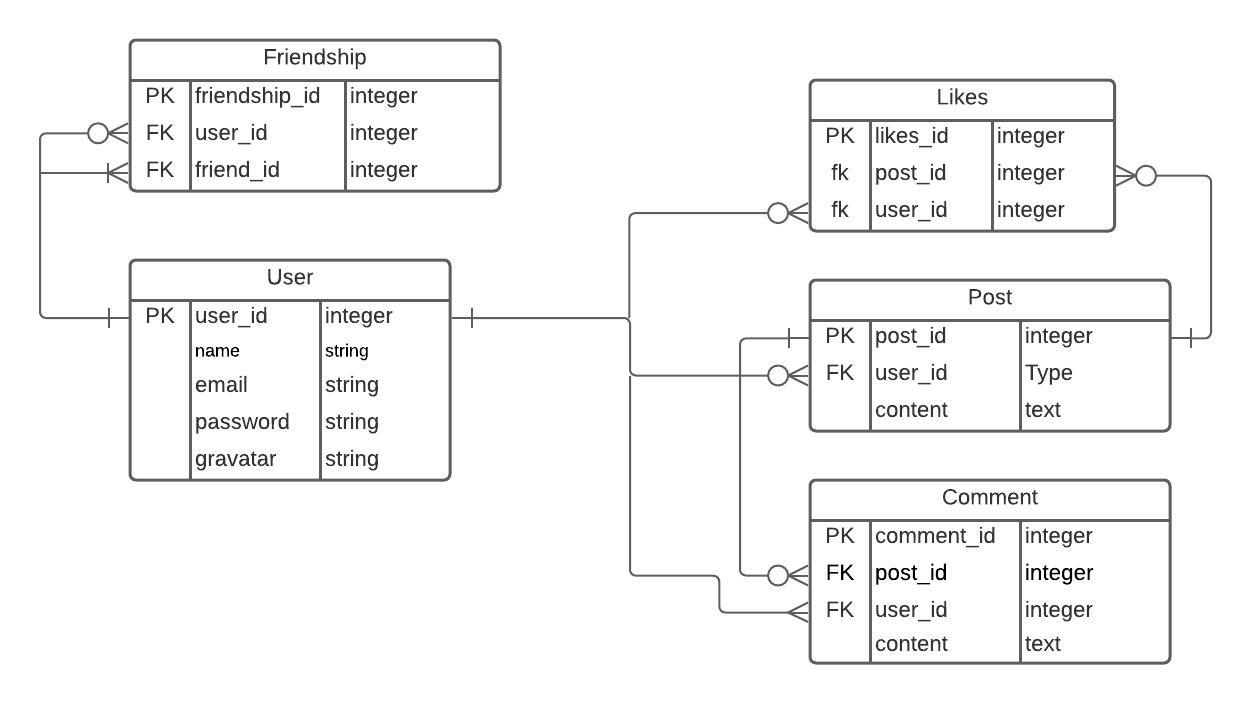 Friendship
PK friendship_id integer
FK user_id integer
FK friend_id integer
User
PK user_id integer
name string
email string
password string
gravatar string
Likes
PK likes_id integer
fk post_id integer
fk user_id integer
Post
PK post_id integer
FK user_id Type
content text
Comment
PK comment_id integer
FK post_id integer
FK user_id integer
content text